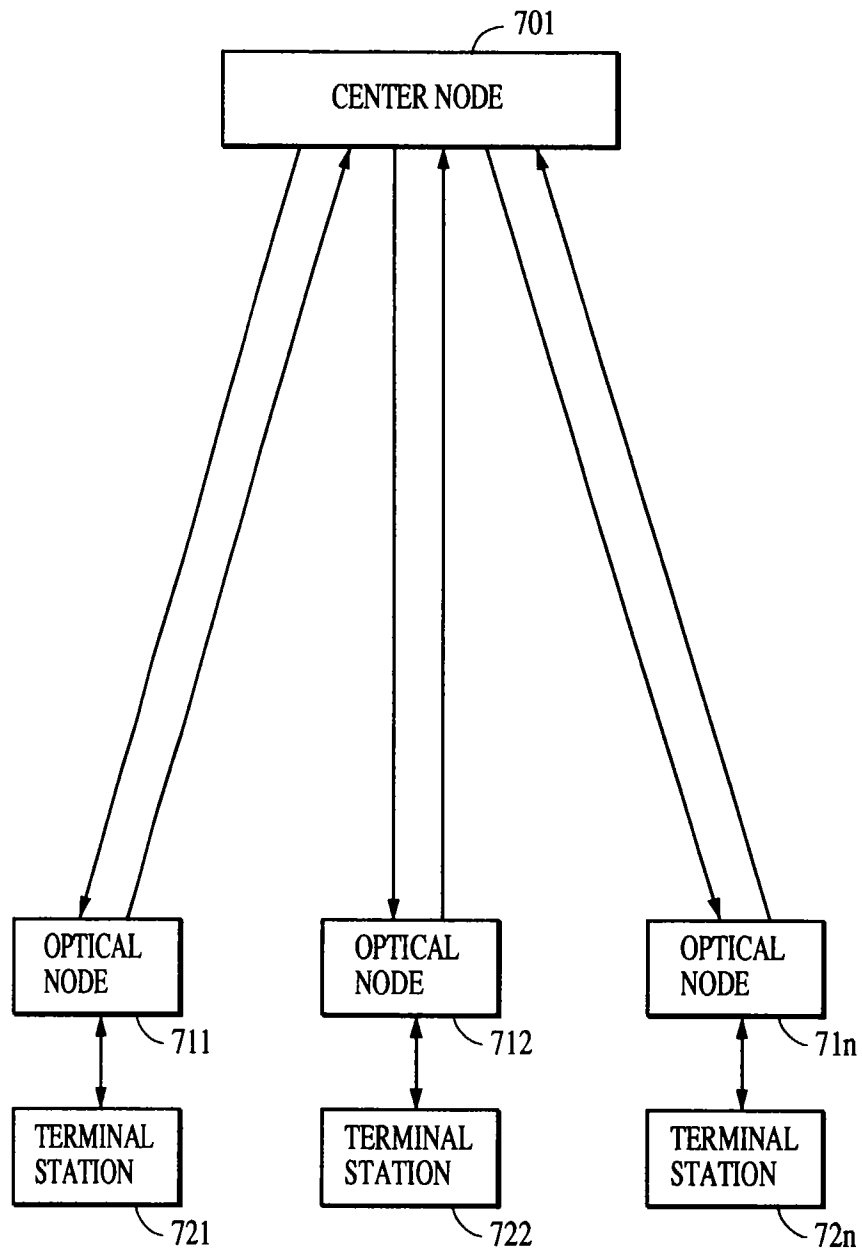 701
CENTER NODE
OPTICAL
NODE
OPTICAL
NODE
OPTICAL
NODE
711
712
71n
TERMINAL
STATION
TERMINAL
STATION
TERMINAL
STATION
721
722
72n